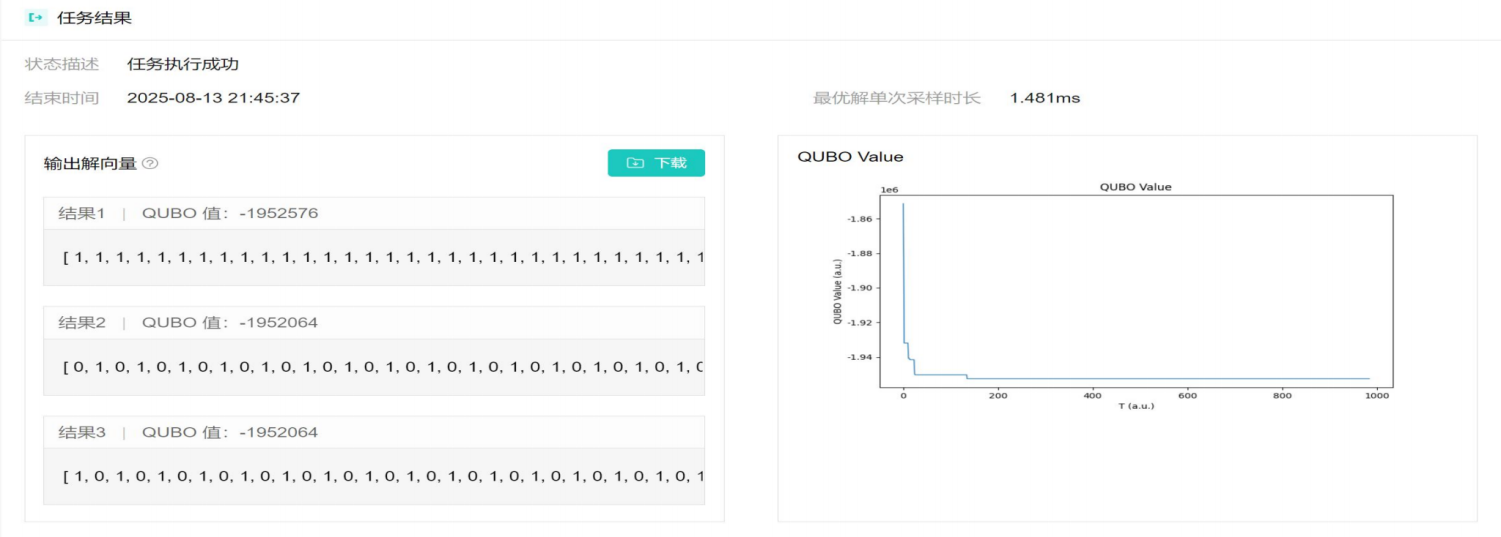 任务结果
状态描述 任务执行成功
结束时间 2025-08-13 21:45:37
最优解单次采样时长 1.481ms
输出解向量
下载
结果1 | QUBO 值: -1952576
[ 1, 1, 1, 1, 1, 1, 1, 1, 1, 1, 1, 1, 1, 1, 1, 1, 1, 1, 1, 1, 1, 1, 1, 1, 1, 1, 1, 1, 1, 1, 1
结果2 | QUBO 值: -1952064
[ 0, 1, 0, 1, 0, 1, 0, 1, 0, 1, 0, 1, 0, 1, 0, 1, 0, 1, 0, 1, 0, 1, 0, 1, 0, 1, 0, 1, 0, 1, 0
结果3 | QUBO 值: -1952064
[ 1, 0, 1, 0, 1, 0, 1, 0, 1, 0, 1, 0, 1, 0, 1, 0, 1, 0, 1, 0, 1, 0, 1, 0, 1, 0, 1, 0, 1, 0, 1
QUBO Value
QUBO Value
1e6
-1.86
-1.88
-1.90
-1.92
-1.94
QUBO Value (a.u.)
0 200 400 600 800 1000
T (a.u.)